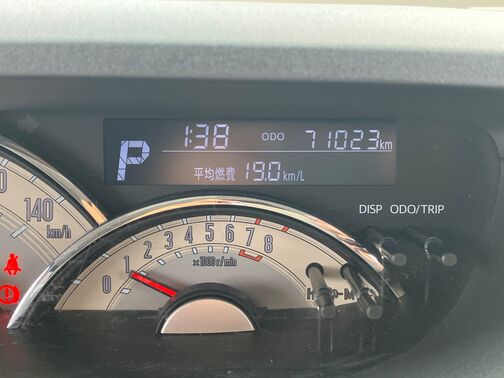 1:38 ODO 71023 km
P
平均燃費 19.0 km/L
DISP ODO/TRIP
140
km/h
0 1 2 3 4 5 6 7 8
x1000r/min